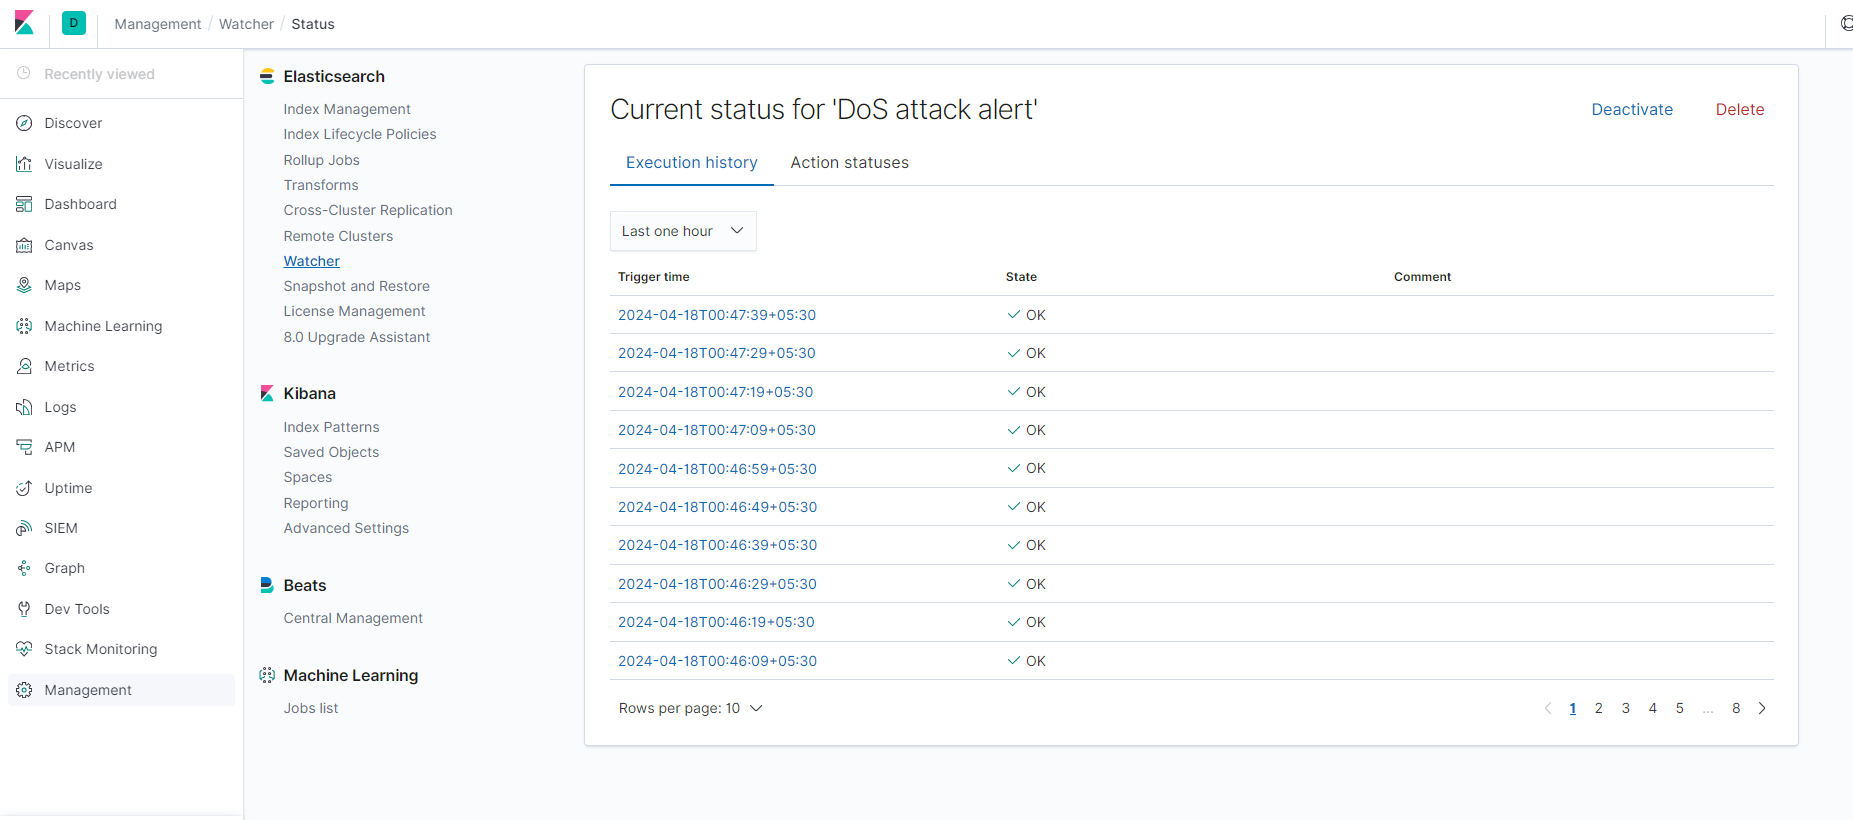 D
Management / Watcher / Status
Recently viewed
Discover
Visualize
Dashboard
Canvas
Maps
Machine Learning
Metrics
Logs
APM
Uptime
SIEM
Graph
Dev Tools
Stack Monitoring
Management
Elasticsearch
Index Management
Index Lifecycle Policies
Rollup Jobs
Transforms
Cross-Cluster Replication
Remote Clusters
Watcher
Snapshot and Restore
License Management
8.0 Upgrade Assistant
Kibana
Index Patterns
Saved Objects
Spaces
Reporting
Advanced Settings
Beats
Central Management
Machine Learning
Jobs list
Current status for 'DoS attack alert'
Deactivate Delete
Execution history Action statuses
Last one hour
Trigger time State Comment
2024-04-18T00:47:39+05:30 OK
2024-04-18T00:47:29+05:30 OK
2024-04-18T00:47:19+05:30 OK
2024-04-18T00:47:09+05:30 OK
2024-04-18T00:46:59+05:30 OK
2024-04-18T00:46:49+05:30 OK
2024-04-18T00:46:39+05:30 OK
2024-04-18T00:46:29+05:30 OK
2024-04-18T00:46:19+05:30 OK
2024-04-18T00:46:09+05:30 OK
Rows per page: 10
1 2 3 4 5 ... 8